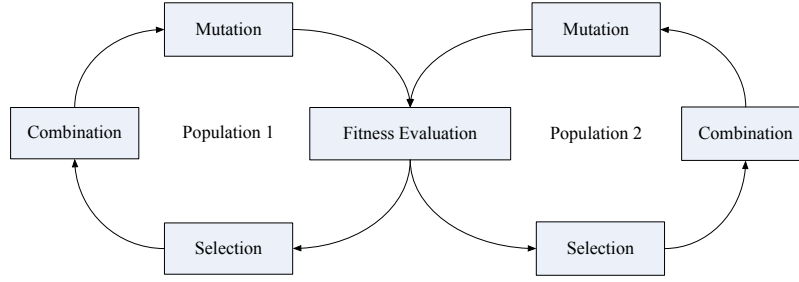 Mutation
Mutation
Combination
Population 1
Fitness Evaluation
Population 2
Combination
Selection
Selection